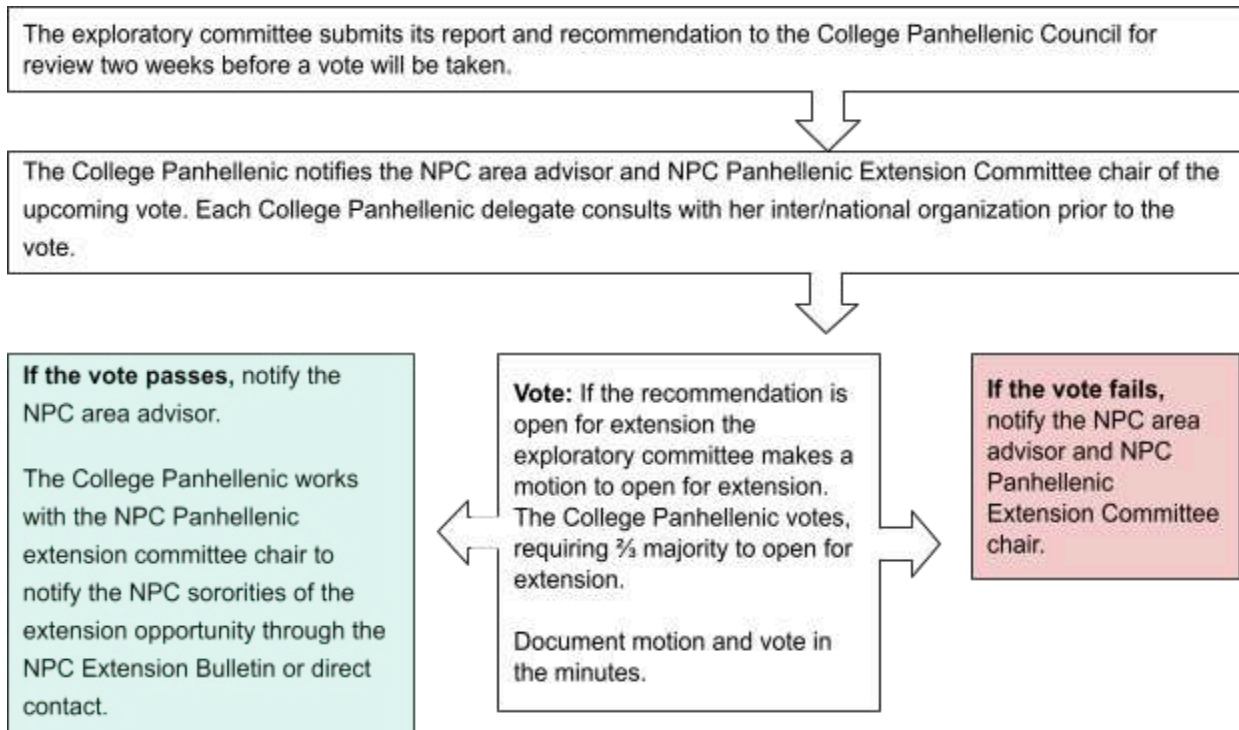 The exploratory committee submits its report and recommendation to the College Panhellenic Council for
review two weeks before a vote will be taken.
The College Panhellenic notifies the NPC area advisor and NPC Panhellenic Extension Committee chair of the
upcoming vote. Each College Panhellenic delegate consults with her inter/national organization prior to the
vote.
If the vote passes, notify the
NPC area advisor.
The College Panhellenic works
with the NPC Panhellenic
extension committee chair to
notify the NPC sororities of the
extension opportunity through the
NPC Extension Bulletin or direct
contact.
Vote: If the recommendation is
open for extension the
exploratory committee makes a
motion to open for extension.
The College Panhellenic votes,
requiring ⅔ majority to open for
extension.
Document motion and vote in
the minutes.
If the vote fails,
notify the NPC area
advisor and NPC
Panhellenic
Extension Committee
chair.